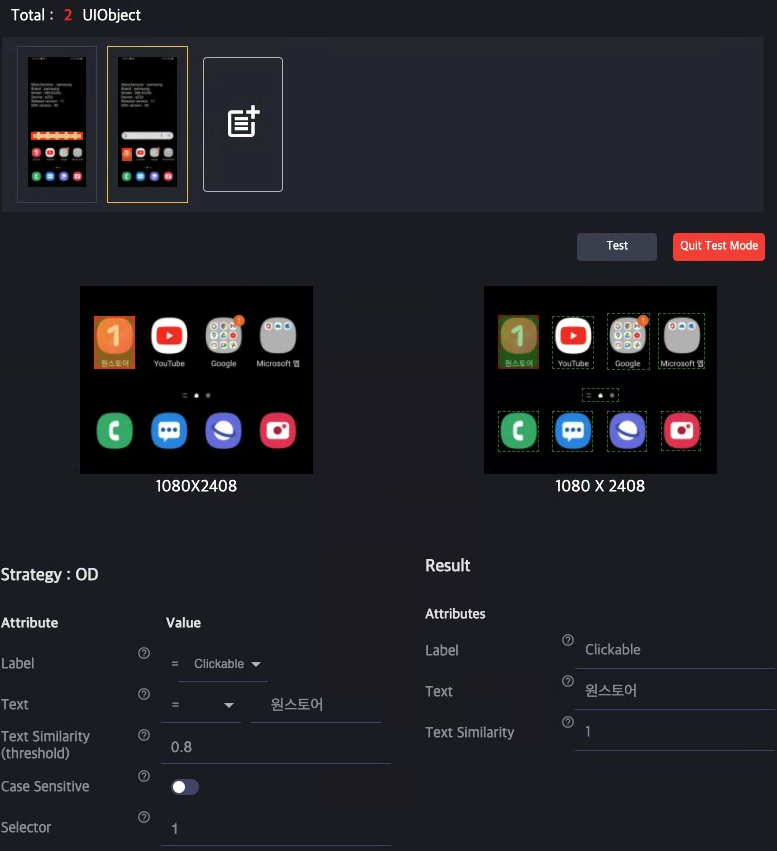 Total : 2 UIObject
Test
Quit Test Mode
1
원스토어
YouTube
1
Google
Microsoft 앱
1080X2408
1
원스토어
YouTube
1
Google
Microsoft 앱
1080 X 2408
Strategy : OD
Attribute Value
Label ? = Clickable
Text ? = 원스토어
Text Similarity
(threshold) ? 0.8
Case Sensitive ?
Selector ? 1
Result
Attributes
Label ? Clickable
Text ? 원스토어
Text Similarity ? 1